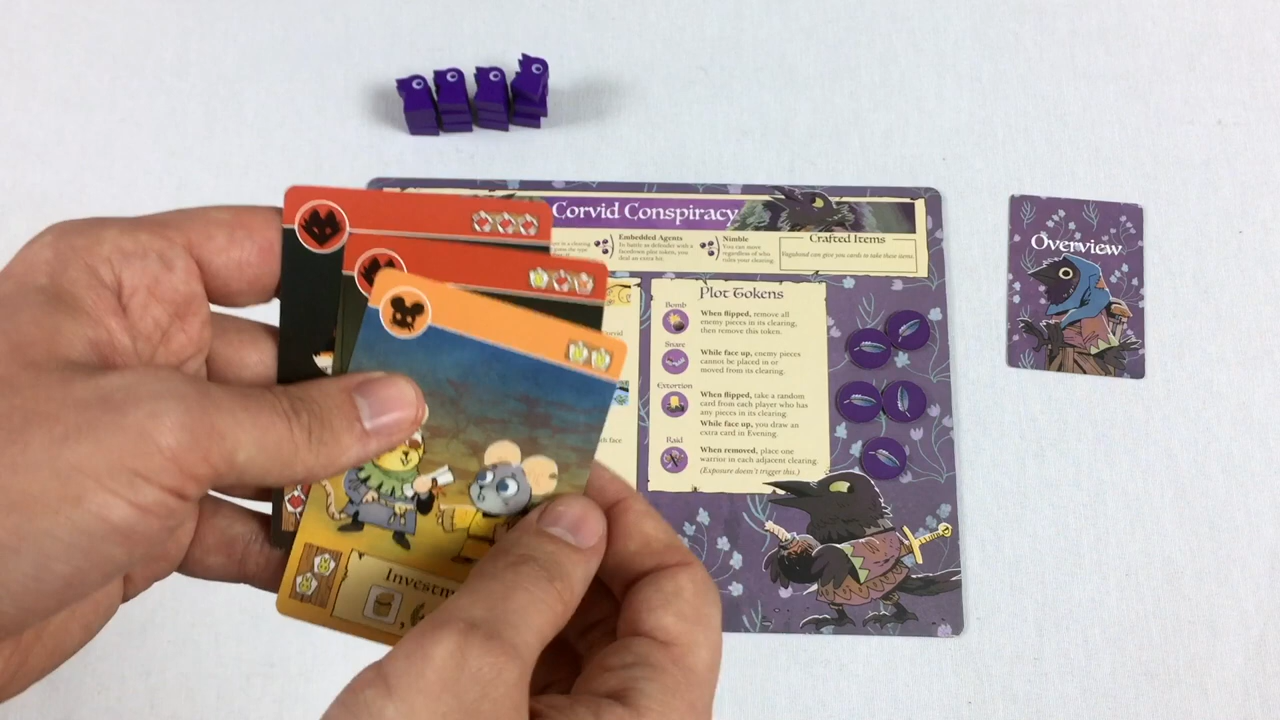 Corvid Conspiracy
Embedded Agents
In battle as defender with a
facedown plot token, you
deal an extra hit.
Nimble
You can move
regardless of who
rules your clearing.
Crafted Items
Vagabond can give you cards to take these items.
Plot Tokens
Bomb
When flipped, remove all
enemy pieces in its clearing,
then remove this token.
Snare
While face up, enemy pieces
cannot be placed in or
moved from its clearing.
Extortion
When flipped, take a random
card from each player who has
any pieces in its clearing.
While face up, you draw an
extra card in Evening.
Raid
When removed, place one
warrior in each adjacent clearing.
(Exposure doesn't trigger this.)
Overview